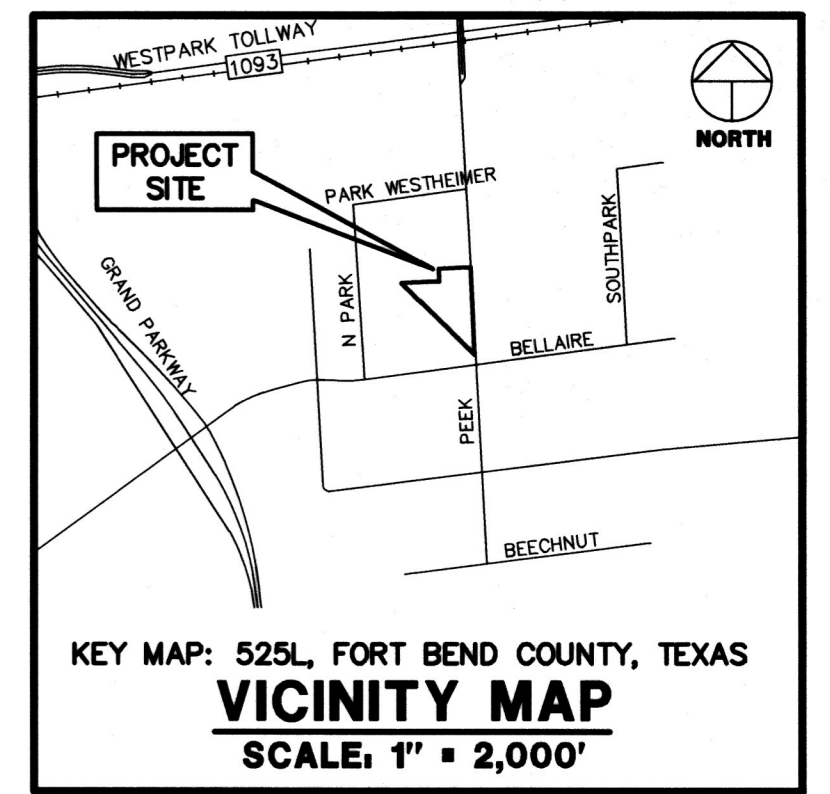 WESTPARK TOLLWAY
1093
NORTH
PROJECT
SITE
PARK WESTHEIMER
SOUTHPARK
GRAND PARKWAY
N PARK
BELLAIRE
PEEK
BEECHNUT
KEY MAP: 525L, FORT BEND COUNTY, TEXAS
VICINITY MAP
SCALE: 1" = 2,000'